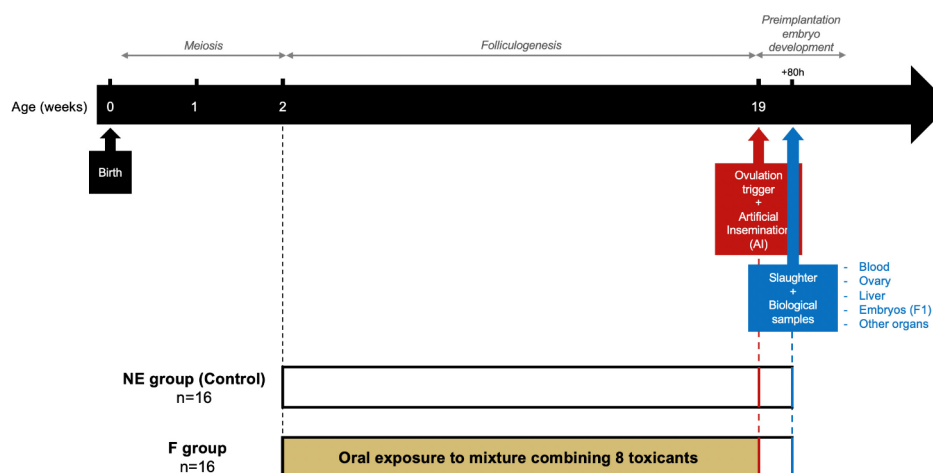 Preimplantation
embryo
development
Meiosis
Folliculogenesis
+80h
Age (weeks)
0
1
2
19
Birth
Ovulation
trigger
+
Artificial
Insemination
(AI)
Slaughter
+
Biological
samples
- Blood
- Ovary
- Liver
- Embryos (F1)
- Other organs
NE group (Control)
n=16
F group
n=16
Oral exposure to mixture combining 8 toxicants